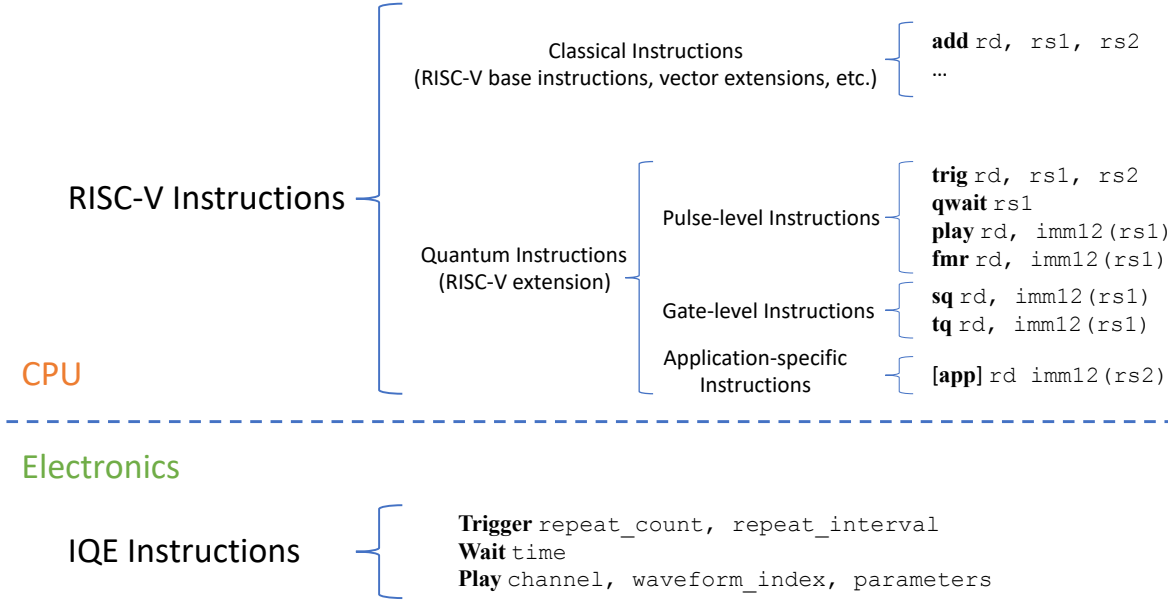 Classical Instructions
(RISC-V base instructions, vector extensions, etc.)
add rd, rs1, rs2
...
RISC-V Instructions
Quantum Instructions
(RISC-V extension)
Pulse-level Instructions
trig rd, rs1, rs2
qwait rs1
play rd, imm12(rs1)
fmr rd, imm12(rs1)
Gate-level Instructions
sq rd, imm12(rs1)
tq rd, imm12(rs1)
Application-specific
Instructions
[app] rd imm12(rs2)
CPU
Electronics
IQE Instructions
Trigger repeat_count, repeat_interval
Wait time
Play channel, waveform_index, parameters